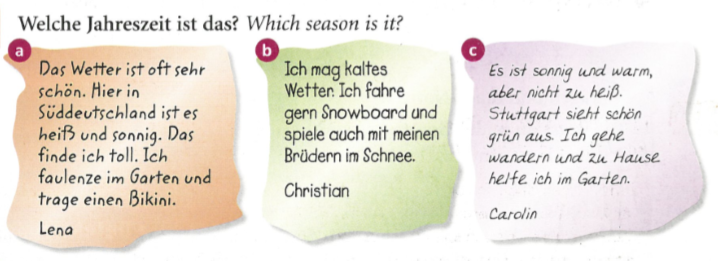 Welche Jahreszeit ist das? Which season is it?
a
Das Wetter ist oft sehr
schön. Hier in
Süddeutschland ist es
heiß und sonnig. Das
finde ich toll. Ich
faulenze im Garten und
trage einen Bikini.
Lena
b
Ich mag kaltes
Wetter. Ich fahre
gern Snowboard und
spiele auch mit meinen
Brüdern im Schnee.
Christian
c
Es ist sonnig und warm,
aber nicht zu heiß.
Stuttgart sieht schön
grün aus. Ich gehe
wandern und zu Hause
helfe ich im Garten.
Carolin